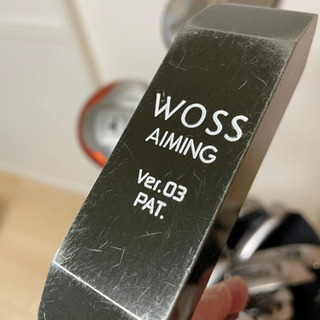 WOSS
AIMING
Ver.03
PAT.